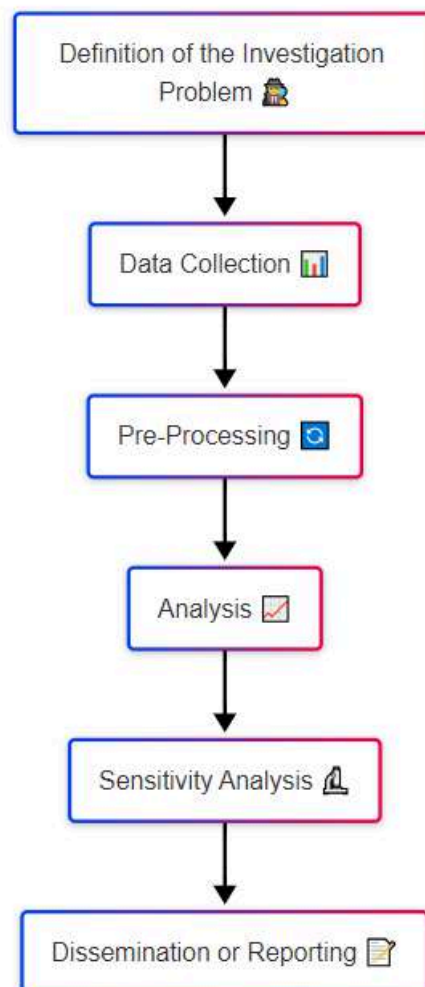 Definition of the Investigation
Problem 🕵️
Data Collection 📊
Pre-Processing 🔄
Analysis 📈
Sensitivity Analysis 🔬
Dissemination or Reporting 📝